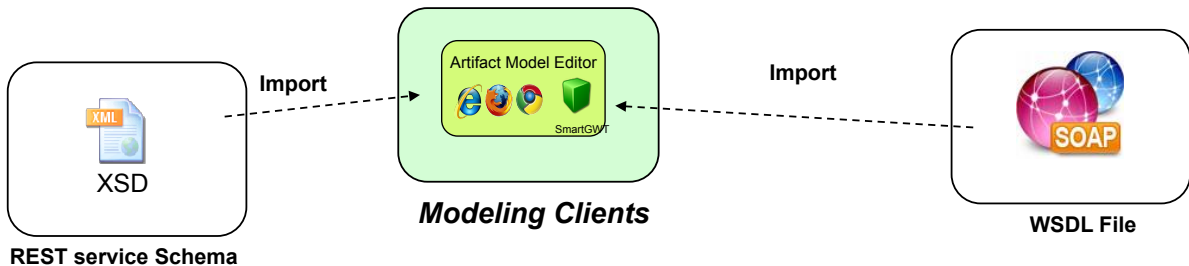 Artifact Model Editor
SmartGWT
Import
Import
XML
XSD
SOAP
Modeling Clients
WSDL File
REST service Schema